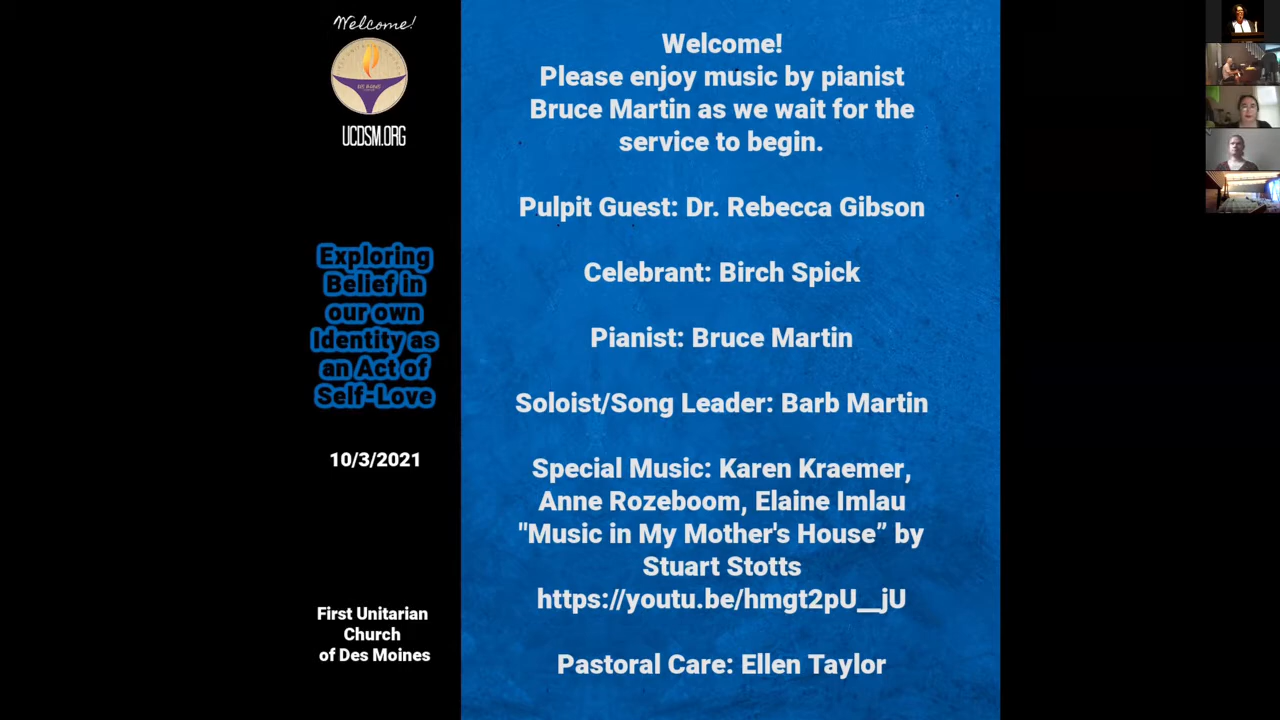 Welcome!
UCDSM.ORG
Exploring
Belief in
our own
Identity as
an Act of
Self-Love
10/3/2021
First Unitarian
Church
of Des Moines
Welcome!
Please enjoy music by pianist
Bruce Martin as we wait for the
service to begin.
Pulpit Guest: Dr. Rebecca Gibson
Celebrant: Birch Spick
Pianist: Bruce Martin
Soloist/Song Leader: Barb Martin
Special Music: Karen Kraemer,
Anne Rozeboom, Elaine Imlau
"Music in My Mother's House” by
Stuart Stotts
https://youtu.be/hmgt2pU__jU
Pastoral Care: Ellen Taylor